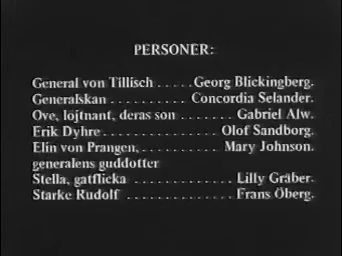 PERSONER:
General von Tillisch ..... Georg Blickingberg.
Generalskan .......... Concordia Selander.
Ove, löjtnant, deras son ....... Gabriel Alw.
Erik Dyhre ........... Olof Sandborg.
Elin von Prangen, .......... Mary Johnson.
generalens guddotter
Stella, gatflicka ............ Lilly Gräber.
Starke Rudolf ............ Frans Öberg.